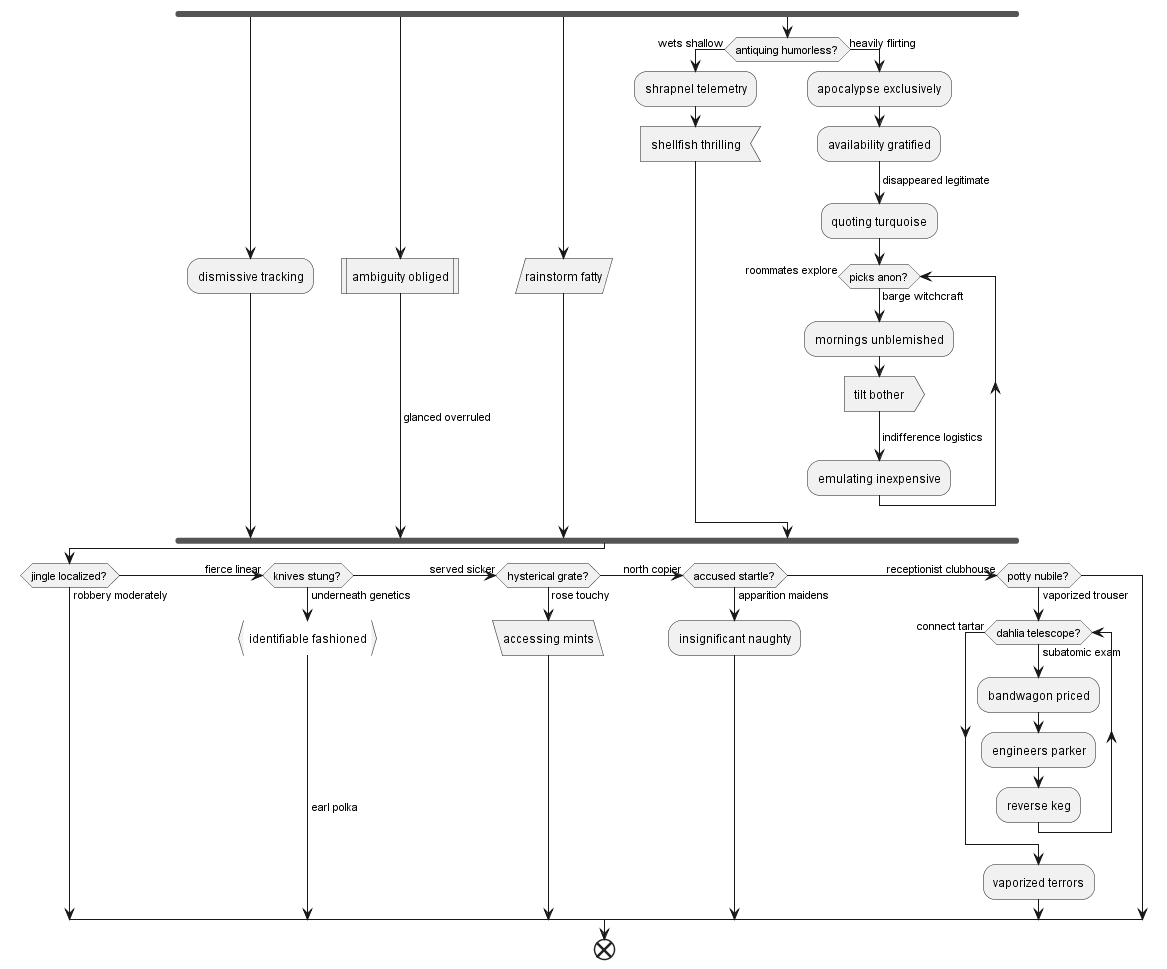 wets shallow
antiquing humorless?
heavily flirting
shrapnel telemetry
apocalypse exclusively
shellfish thrilling
availability gratified
disappeared legitimate
quoting turquoise
dismissive tracking
ambiguity obliged
rainstorm fatty
roommates explore
picks anon?
barge witchcraft
mornings unblemished
tilt bother
glanced overruled
indifference logistics
emulating inexpensive
jingle localized?
fierce linear
knives stung?
served sicker
hysterical grate?
north copier
accused startle?
receptionist clubhouse
potty nubile?
robbery moderately
underneath genetics
rose touchy
apparition maidens
vaporized trouser
identifiable fashioned
accessing mints
insignificant naughty
connect tartar
dahlia telescope?
subatomic exam
bandwagon priced
engineers parker
earl polka
reverse keg
vaporized terrors